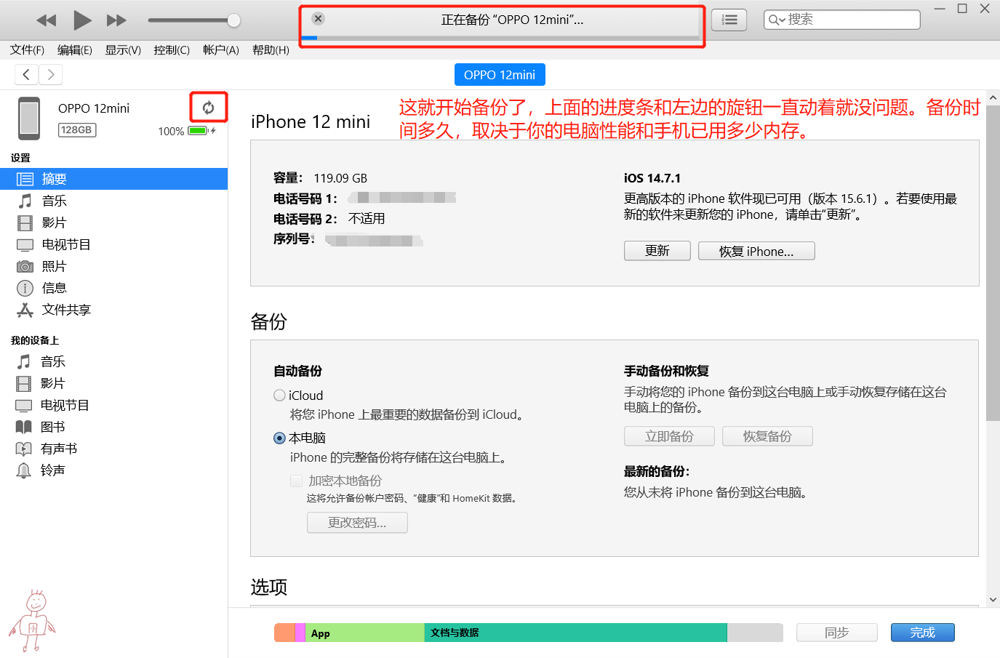 正在备份 “OPPO 12mini”...
搜索
文件(F) 编辑(E) 显示(V) 控制(C) 帐户(A) 帮助(H)
OPPO 12mini
OPPO 12mini
128GB
100%
设置
摘要
音乐
影片
电视节目
照片
信息
文件共享
我的设备上
音乐
影片
电视节目
图书
有声书
铃声
iPhone 12 mini
这就开始备份了，上面的进度条和左边的旋钮一直动着就没问题。备份时
间多久，取决于你的电脑性能和手机已用多少内存。
容量： 119.09 GB
电话号码 1：
电话号码 2： 不适用
序列号：
iOS 14.7.1
更高版本的 iPhone 软件现已可用（版本 15.6.1）。若要使用最
新的软件来更新您的 iPhone，请单击“更新”。
更新
恢复 iPhone...
备份
自动备份
iCloud
将您 iPhone 上最重要的数据备份到 iCloud。
本电脑
iPhone 的完整备份将存储在这台电脑上。
加密本地备份
这将允许备份帐户密码、“健康”和 HomeKit 数据。
更改密码...
手动备份和恢复
手动将您的 iPhone 备份到这台电脑上或手动恢复存储在这台
电脑上的备份。
立即备份
恢复备份
最新的备份：
您从未将 iPhone 备份到这台电脑。
选项
App
文档与数据
同步
完成